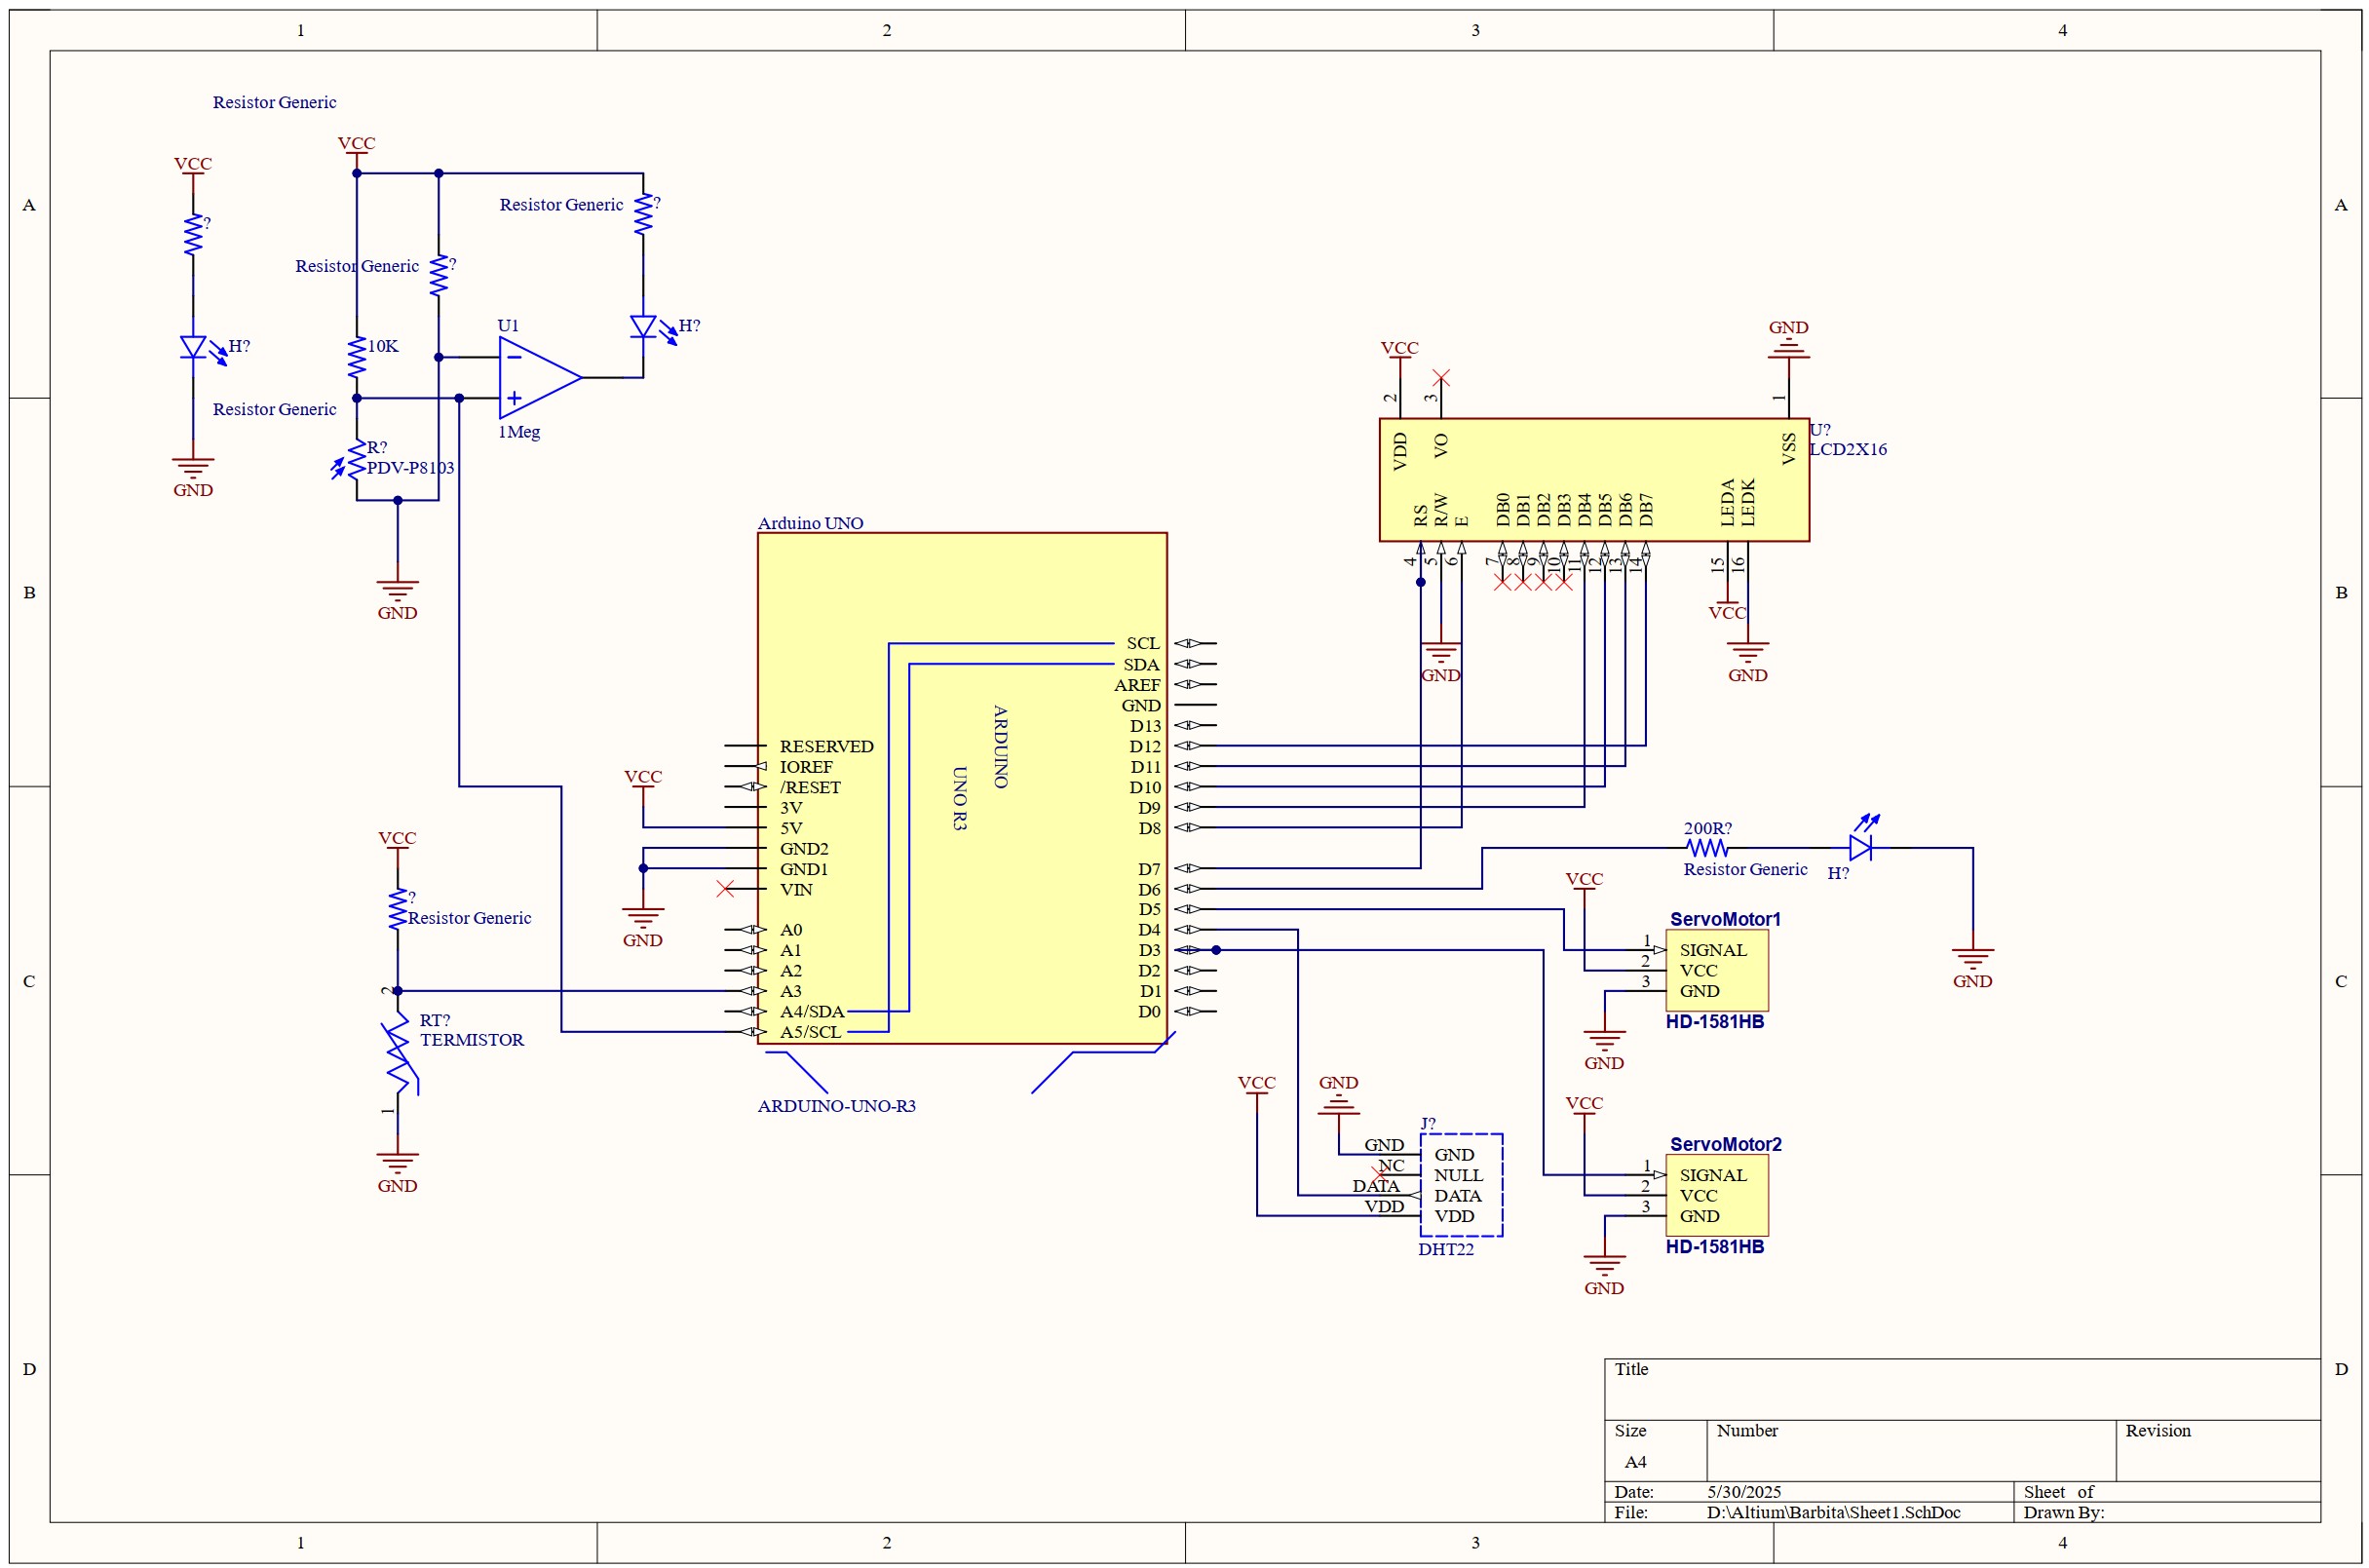 1 2 3 4
A A
B B
C C
D D
Resistor Generic
VCC
?
H?
GND
VCC
Resistor Generic ?
Resistor Generic ?
10K
Resistor Generic
R?
PDV-P8103
GND
U1
1Meg
H?
VCC
?
Resistor Generic
2
RT?
TERMISTOR
1
GND
Arduino UNO
ARDUINO
UNO R3
RESERVED
IOREF
/RESET
3V
5V
GND2
GND1
VIN
A0
A1
A2
A3
A4/SDA
A5/SCL
VCC
GND
SCL
SDA
AREF
GND
D13
D12
D11
D10
D9
D8
D7
D6
D5
D4
D3
D2
D1
D0
ARDUINO-UNO-R3
VCC
GND
2 3 1
VDD VO VSS
U?
LCD2X16
RS R/W E DB0 DB1 DB2 DB3 DB4 DB5 DB6 DB7 LEDA LEDK
4 5 6 7 8 9 10 11 12 13 14 15 16
GND
VCC
GND
200R?
Resistor Generic
H?
GND
VCC
ServoMotor1
1 SIGNAL
2 VCC
3 GND
HD-1581HB
GND
VCC
ServoMotor2
1 SIGNAL
2 VCC
3 GND
HD-1581HB
GND
VCC GND
J?
GND GND
NC NULL
DATA DATA
VDD VDD
DHT22
Title
Size Number Revision
A4
Date: 5/30/2025 Sheet of
File: D:\Altium\Barbita\Sheet1.SchDoc Drawn By:
1 2 3 4